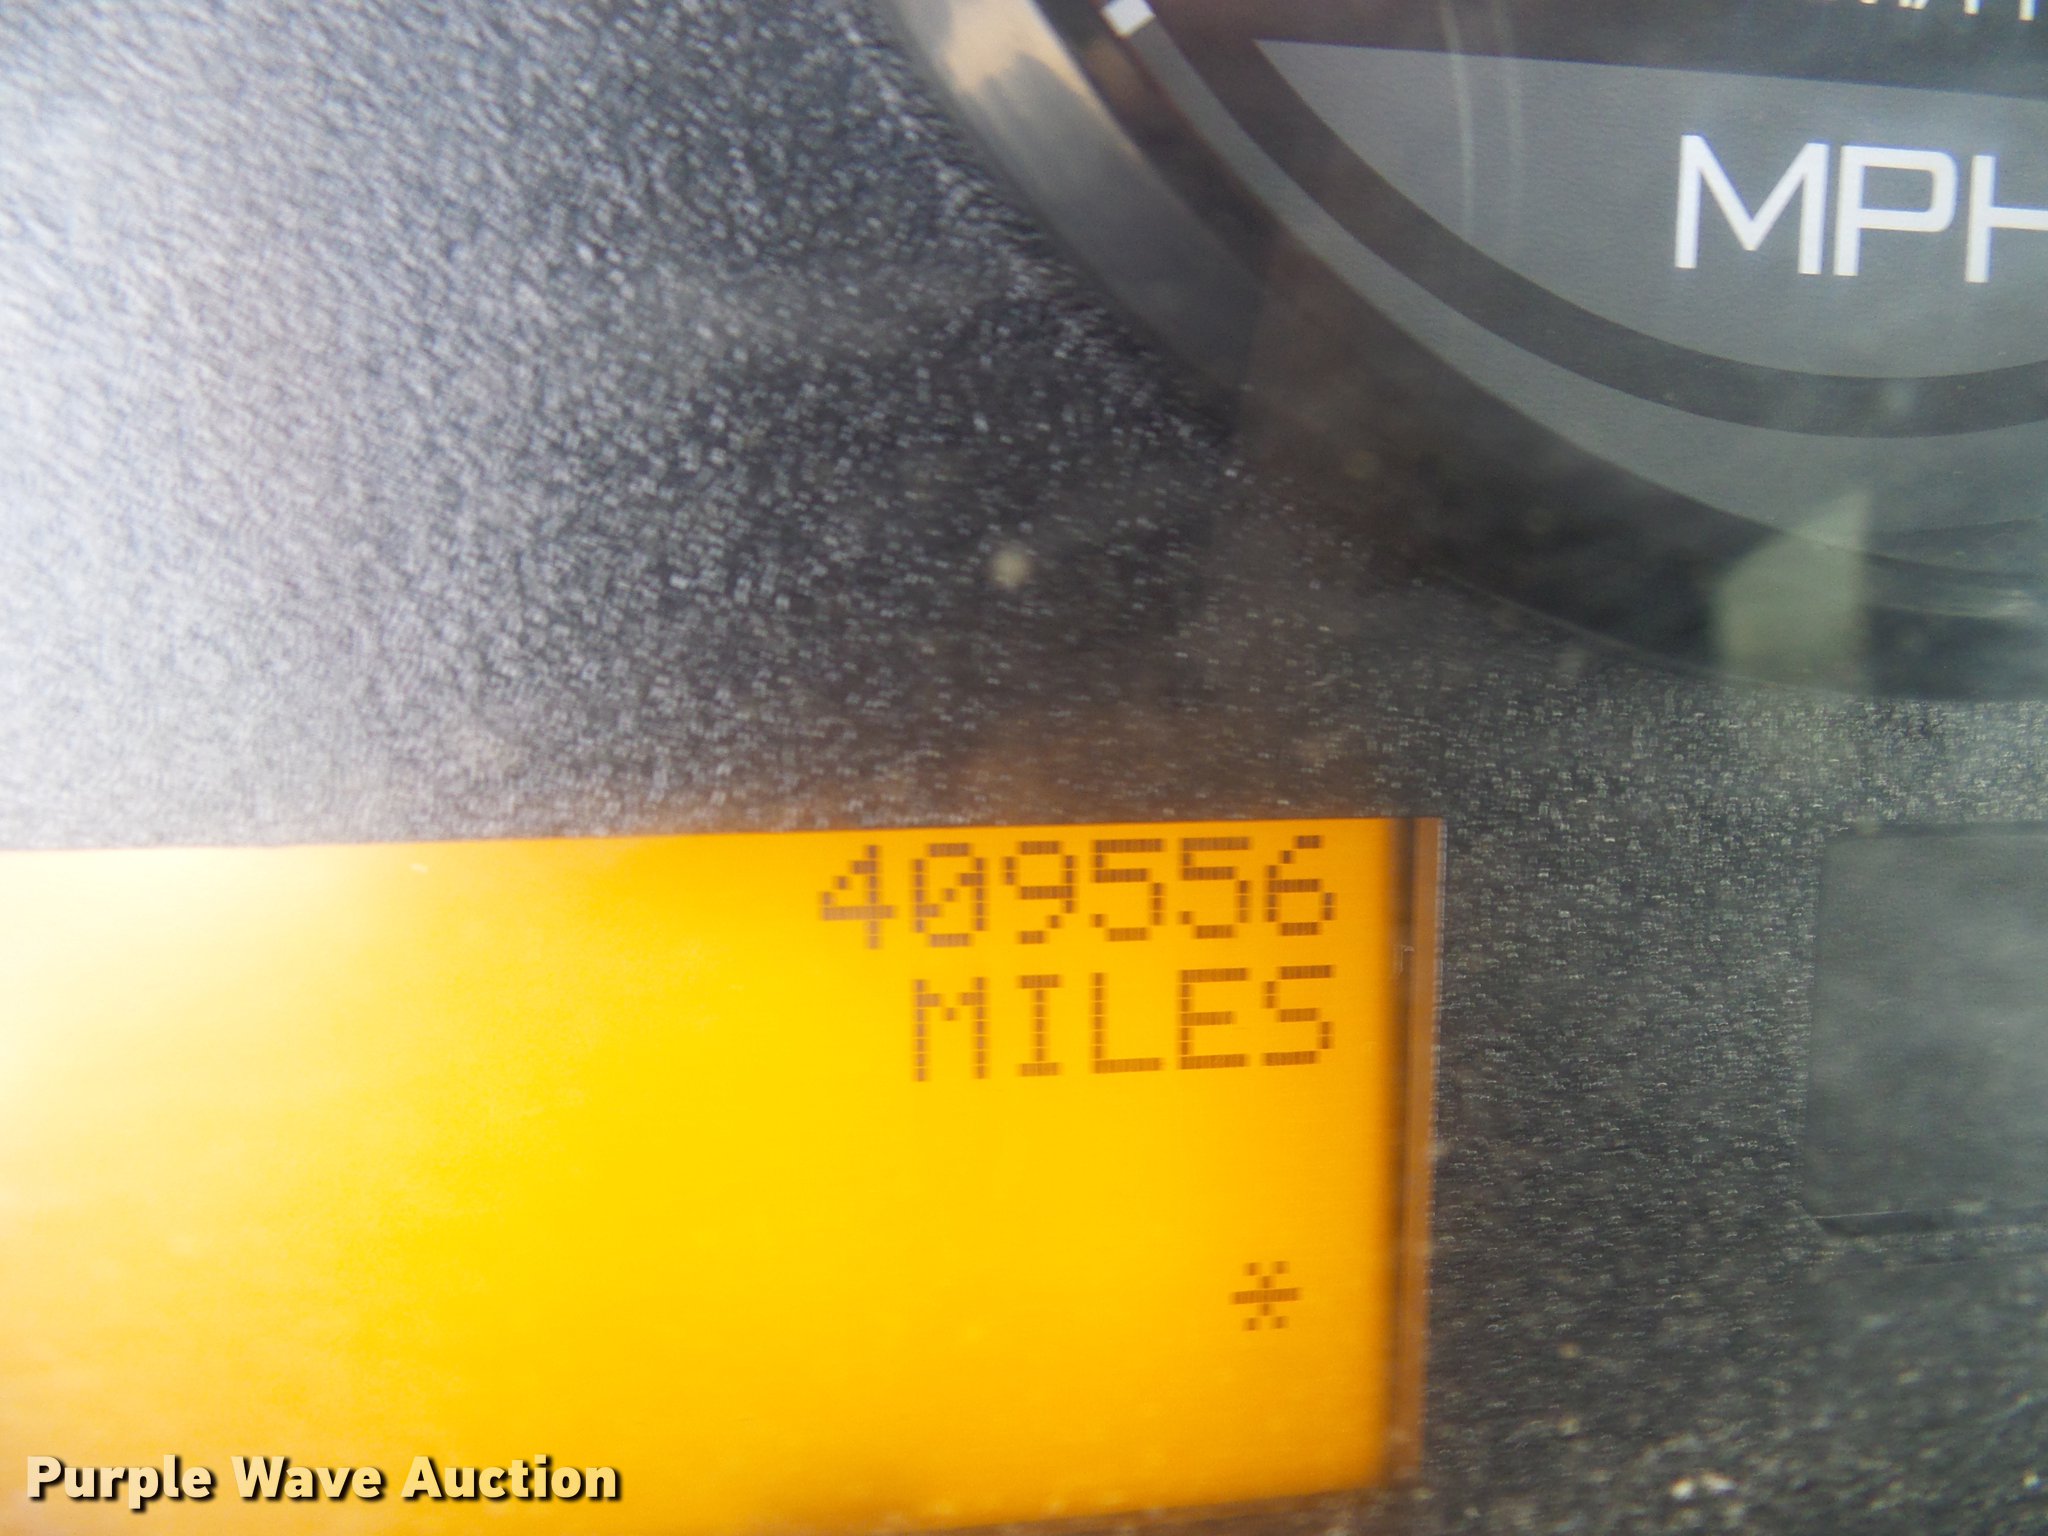 MPH
409556
MILES
*
Purple Wave Auction